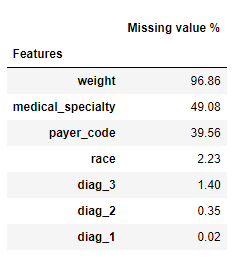 Missing value %
Features
weight 96.86
medical_specialty 49.08
payer_code 39.56
race 2.23
diag_3 1.40
diag_2 0.35
diag_1 0.02